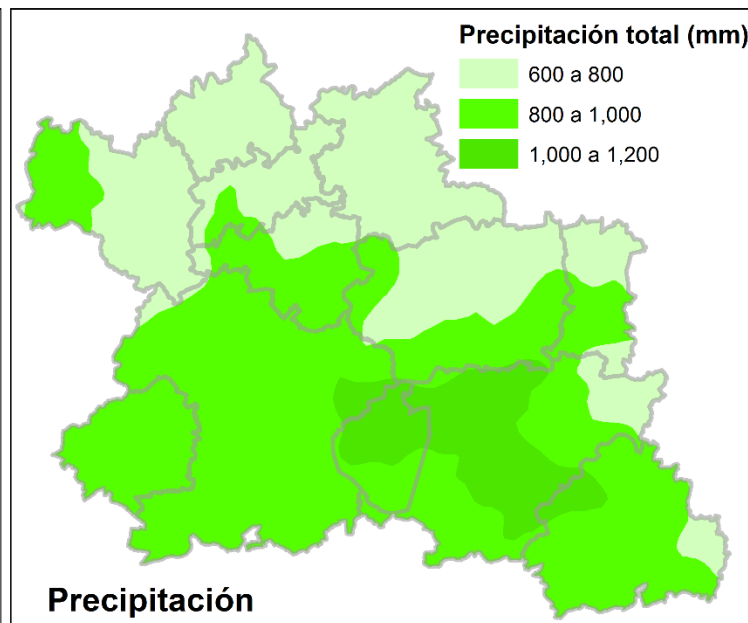 Precipitación total (mm)
600 a 800
800 a 1,000
1,000 a 1,200
Precipitación